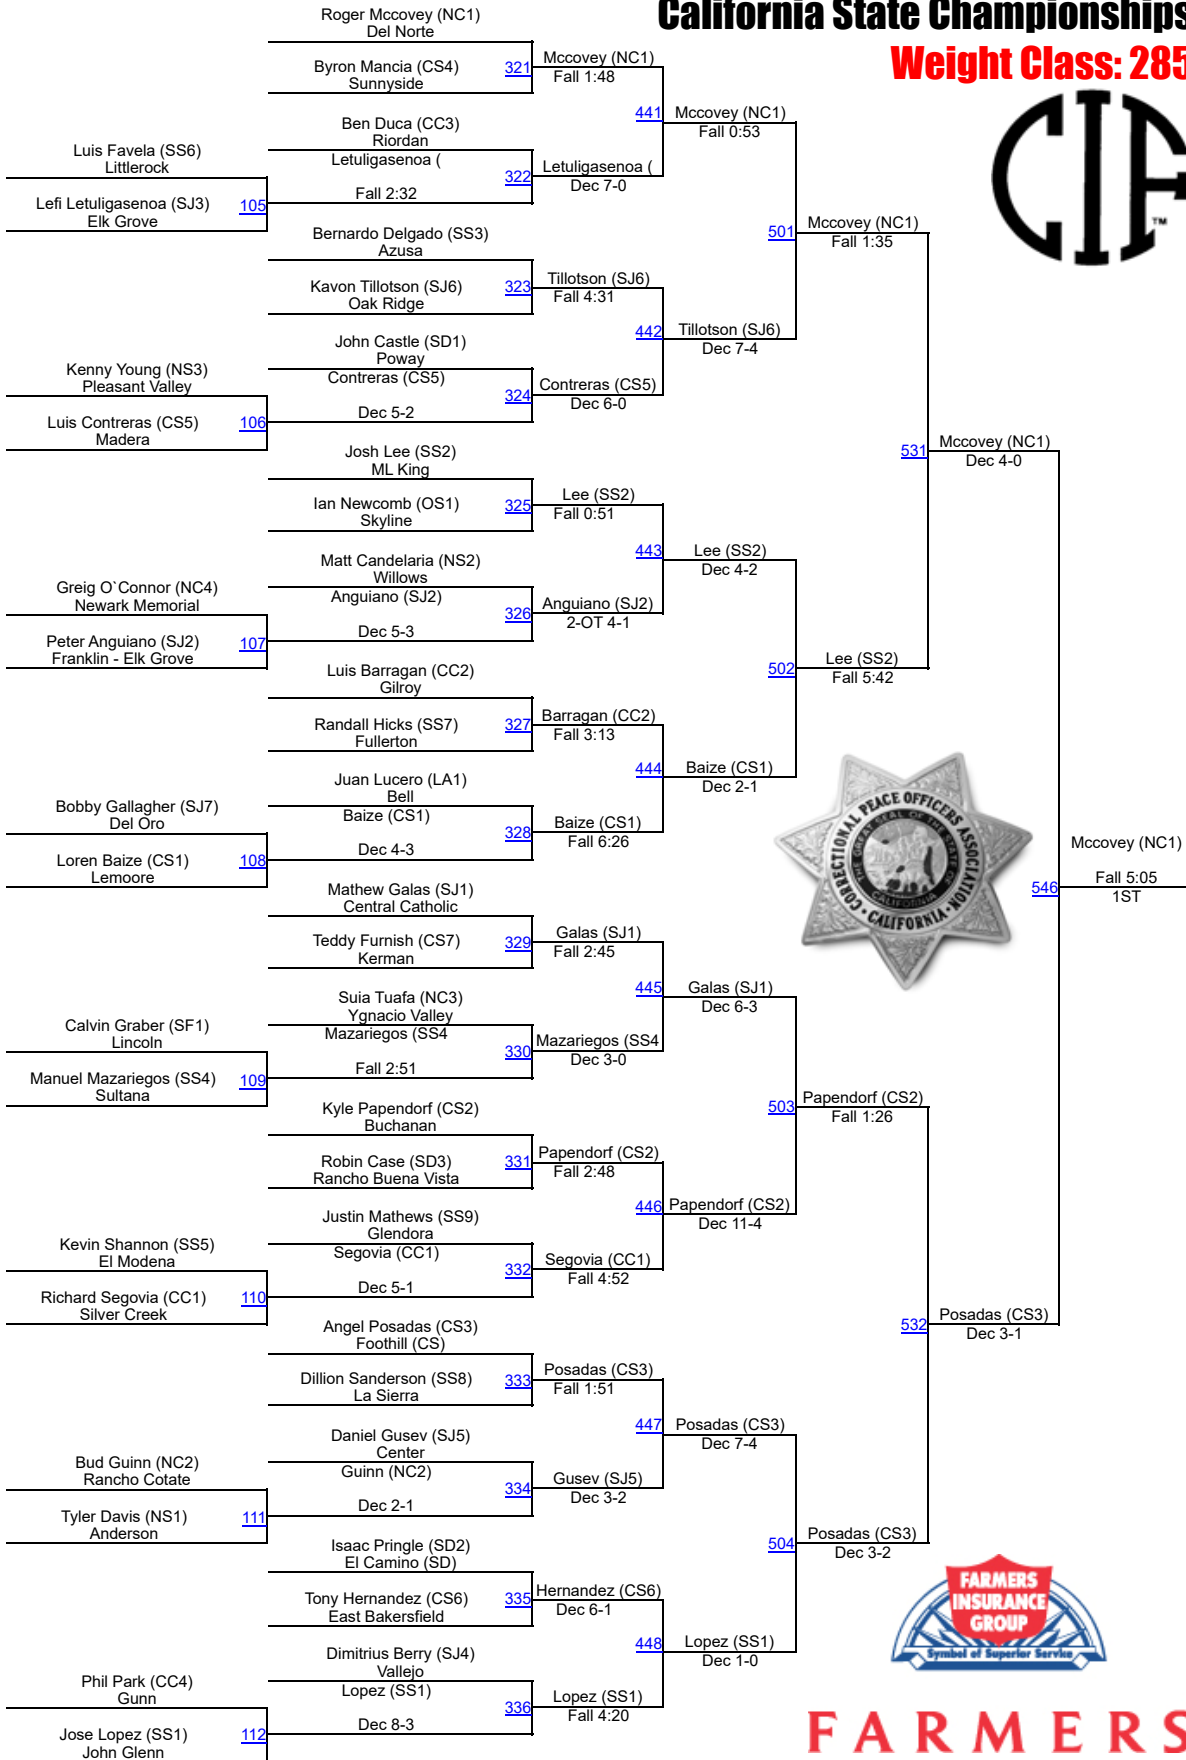 California State Championships
Weight Class: 285
CIF
TM
Roger Mccovey (NC1)
Del Norte
Byron Mancia (CS4)
Sunnyside
321
Mccovey (NC1)
Fall 1:48
441
Mccovey (NC1)
Fall 0:53
Ben Duca (CC3)
Riordan
Luis Favela (SS6)
Littlerock
Letuligasenoa (
322
Letuligasenoa (
Dec 7-0
Fall 2:32
Lefi Letuligasenoa (SJ3)
Elk Grove
105
501
Mccovey (NC1)
Fall 1:35
Bernardo Delgado (SS3)
Azusa
Kavon Tillotson (SJ6)
Oak Ridge
323
Tillotson (SJ6)
Fall 4:31
442
Tillotson (SJ6)
Dec 7-4
John Castle (SD1)
Poway
Kenny Young (NS3)
Pleasant Valley
Contreras (CS5)
324
Contreras (CS5)
Dec 6-0
Dec 5-2
Luis Contreras (CS5)
Madera
106
531
Mccovey (NC1)
Dec 4-0
Josh Lee (SS2)
ML King
Ian Newcomb (OS1)
Skyline
325
Lee (SS2)
Fall 0:51
443
Lee (SS2)
Dec 4-2
Matt Candelaria (NS2)
Willows
Greig O`Connor (NC4)
Newark Memorial
Anguiano (SJ2)
326
Anguiano (SJ2)
2-OT 4-1
Dec 5-3
Peter Anguiano (SJ2)
Franklin - Elk Grove
107
502
Lee (SS2)
Fall 5:42
Luis Barragan (CC2)
Gilroy
Randall Hicks (SS7)
Fullerton
327
Barragan (CC2)
Fall 3:13
444
Baize (CS1)
Dec 2-1
Juan Lucero (LA1)
Bell
Bobby Gallagher (SJ7)
Del Oro
Baize (CS1)
328
Baize (CS1)
Fall 6:26
Dec 4-3
Loren Baize (CS1)
Lemoore
108
CORRECTIONAL PEACE OFFICERS ASSOCIATION
CALIFORNIA
Mccovey (NC1)
546
Fall 5:05
1ST
Mathew Galas (SJ1)
Central Catholic
Teddy Furnish (CS7)
Kerman
329
Galas (SJ1)
Fall 2:45
445
Galas (SJ1)
Dec 6-3
Suia Tuafa (NC3)
Ygnacio Valley
Calvin Graber (SF1)
Lincoln
Mazariegos (SS4
330
Mazariegos (SS4
Dec 3-0
Fall 2:51
Manuel Mazariegos (SS4)
Sultana
109
503
Papendorf (CS2)
Fall 1:26
Kyle Papendorf (CS2)
Buchanan
Robin Case (SD3)
Rancho Buena Vista
331
Papendorf (CS2)
Fall 2:48
446
Papendorf (CS2)
Dec 11-4
Justin Mathews (SS9)
Glendora
Kevin Shannon (SS5)
El Modena
Segovia (CC1)
332
Segovia (CC1)
Fall 4:52
Dec 5-1
Richard Segovia (CC1)
Silver Creek
110
532
Posadas (CS3)
Dec 3-1
Angel Posadas (CS3)
Foothill (CS)
Dillion Sanderson (SS8)
La Sierra
333
Posadas (CS3)
Fall 1:51
447
Posadas (CS3)
Dec 7-4
Daniel Gusev (SJ5)
Center
Bud Guinn (NC2)
Rancho Cotate
Guinn (NC2)
334
Gusev (SJ5)
Dec 3-2
Dec 2-1
Tyler Davis (NS1)
Anderson
111
504
Posadas (CS3)
Dec 3-2
Isaac Pringle (SD2)
El Camino (SD)
Tony Hernandez (CS6)
East Bakersfield
335
Hernandez (CS6)
Dec 6-1
448
Lopez (SS1)
Dec 1-0
Dimitrius Berry (SJ4)
Vallejo
Phil Park (CC4)
Gunn
Lopez (SS1)
336
Lopez (SS1)
Fall 4:20
Dec 8-3
Jose Lopez (SS1)
John Glenn
112
FARMERS
INSURANCE
GROUP
Symbol of Superior Service
FARMERS